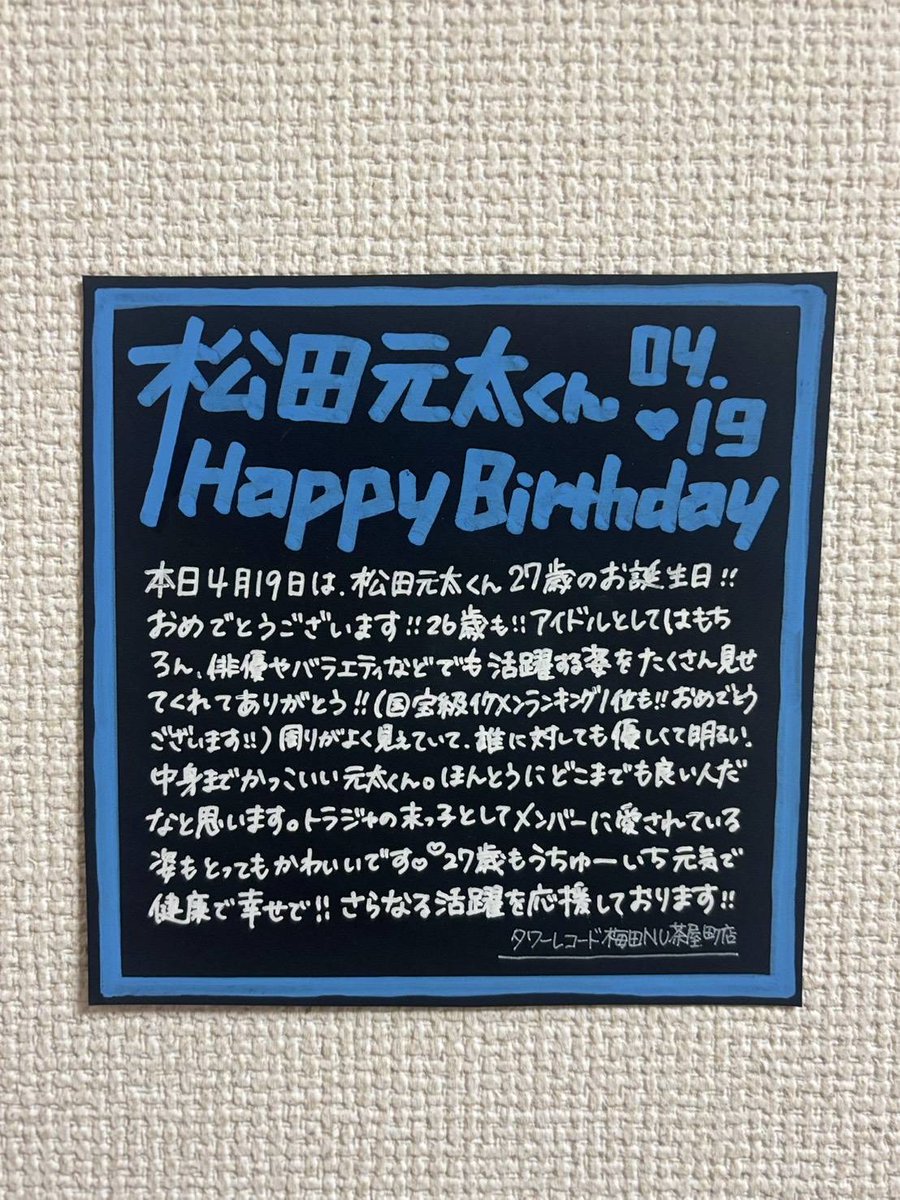 松田元太くん 04.♥19
Happy Birthday
本日4月19日は、松田元太くん27歳のお誕生日!!
おめでとうございます!!26歳も!!アイドルとしてはもち
ろん、俳優やバラエティなどでも活躍する姿をたくさん見せ
てくれてありがとう!!(国宝級イケメンランキング1位も!!おめでとう
ございます!!)周りがよく見えていて、誰に対しても優しくて明るい、
中身までかっこいい元太くん。ほんとうにどこまでも良い人だ
なと思います。トラジャの末っ子としてメンバーに愛されている
姿もとってもかわいいです♡♡27歳もうちゅーいち元気で
健康で幸せで!!さらなる活躍を応援しております!!
タワーレコード梅田NU茶屋町店